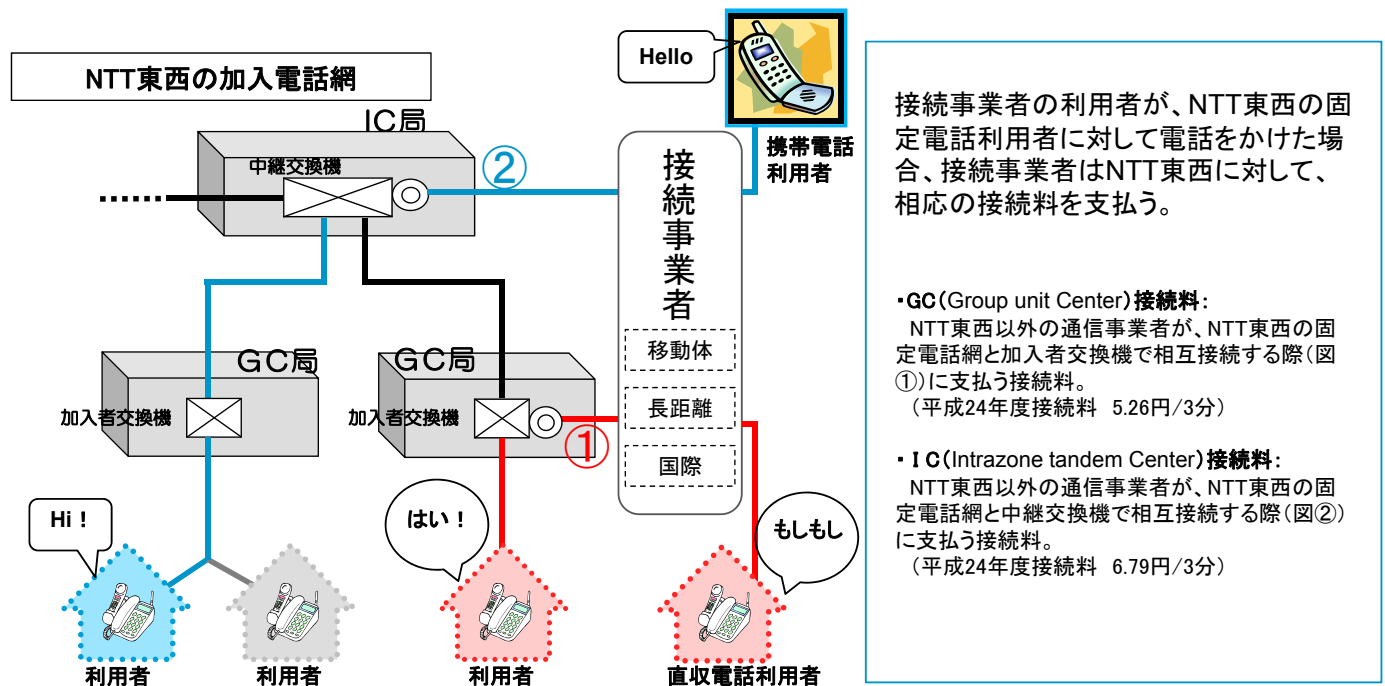 NTT東西の加入電話網
Hello
携帯電話
利用者
IC局
中継交換機
②
接続事業者
移動体
長距離
国際
GC局
加入者交換機
GC局
加入者交換機
①
Hi！
はい！
もしもし
利用者
利用者
利用者
直収電話利用者
接続事業者の利用者が、NTT東西の固
定電話利用者に対して電話をかけた場
合、接続事業者はNTT東西に対して、
相応の接続料を支払う。
・GC(Group unit Center)接続料：
NTT東西以外の通信事業者が、NTT東西の固
定電話網と加入者交換機で相互接続する際（図
①）に支払う接続料。
（平成24年度接続料 5.26円/3分）
・ＩＣ(Intrazone tandem Center)接続料：
NTT東西以外の通信事業者が、NTT東西の固
定電話網と中継交換機で相互接続する際（図②）
に支払う接続料。
（平成24年度接続料 6.79円/3分）